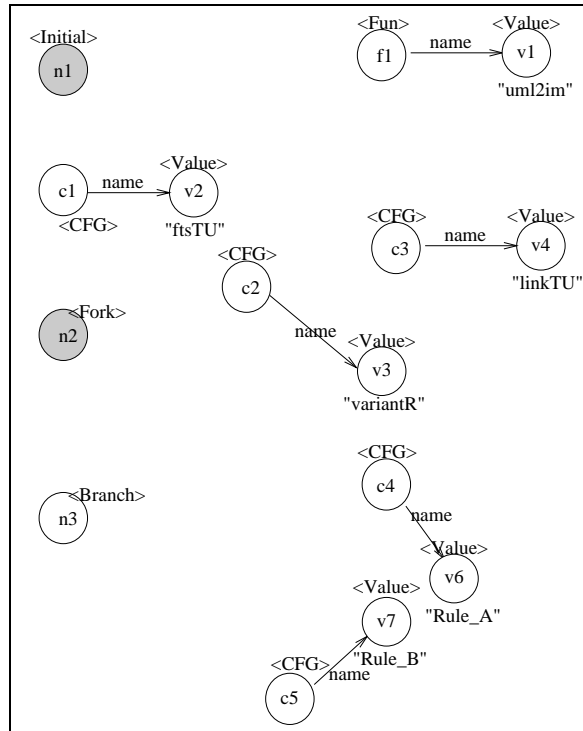 <Initial>
n1
<Fun>
f1
name
<Value>
v1
"uml2im"
c1
<CFG>
name
<Value>
v2
"ftsTU"
<CFG>
c3
name
<Value>
v4
"linkTU"
<CFG>
c2
name
<Value>
v3
"variantR"
<Fork>
n2
<CFG>
c4
name
<Value>
v6
"Rule_A"
<Branch>
n3
<Value>
v7
"Rule_B"
<CFG>
c5
name